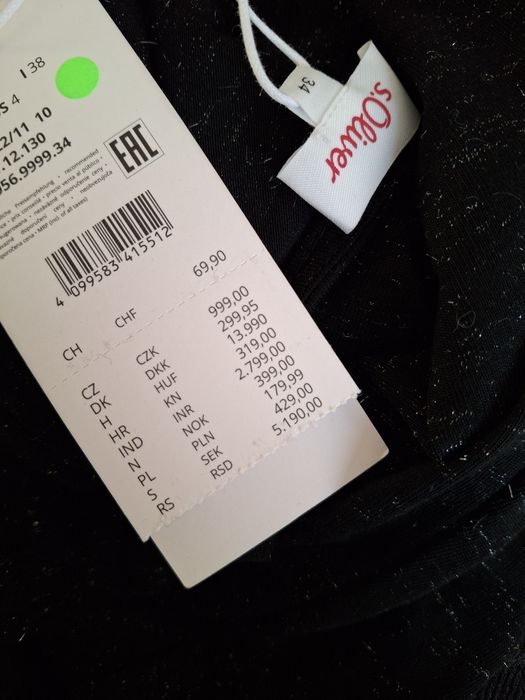 I 38
S 4
2/11 10
.12.130
056.9999.34
EAC
4 099583 415512
CH CHF 69,90
CZ CZK 999,00
DK DKK 299,95
H HUF 13.990
HR KN 319,00
IND INR 2.799,00
N NOK 399,00
PL PLN 179,99
S SEK 429,00
RS RSD 5.190,00
34
s.Oliver